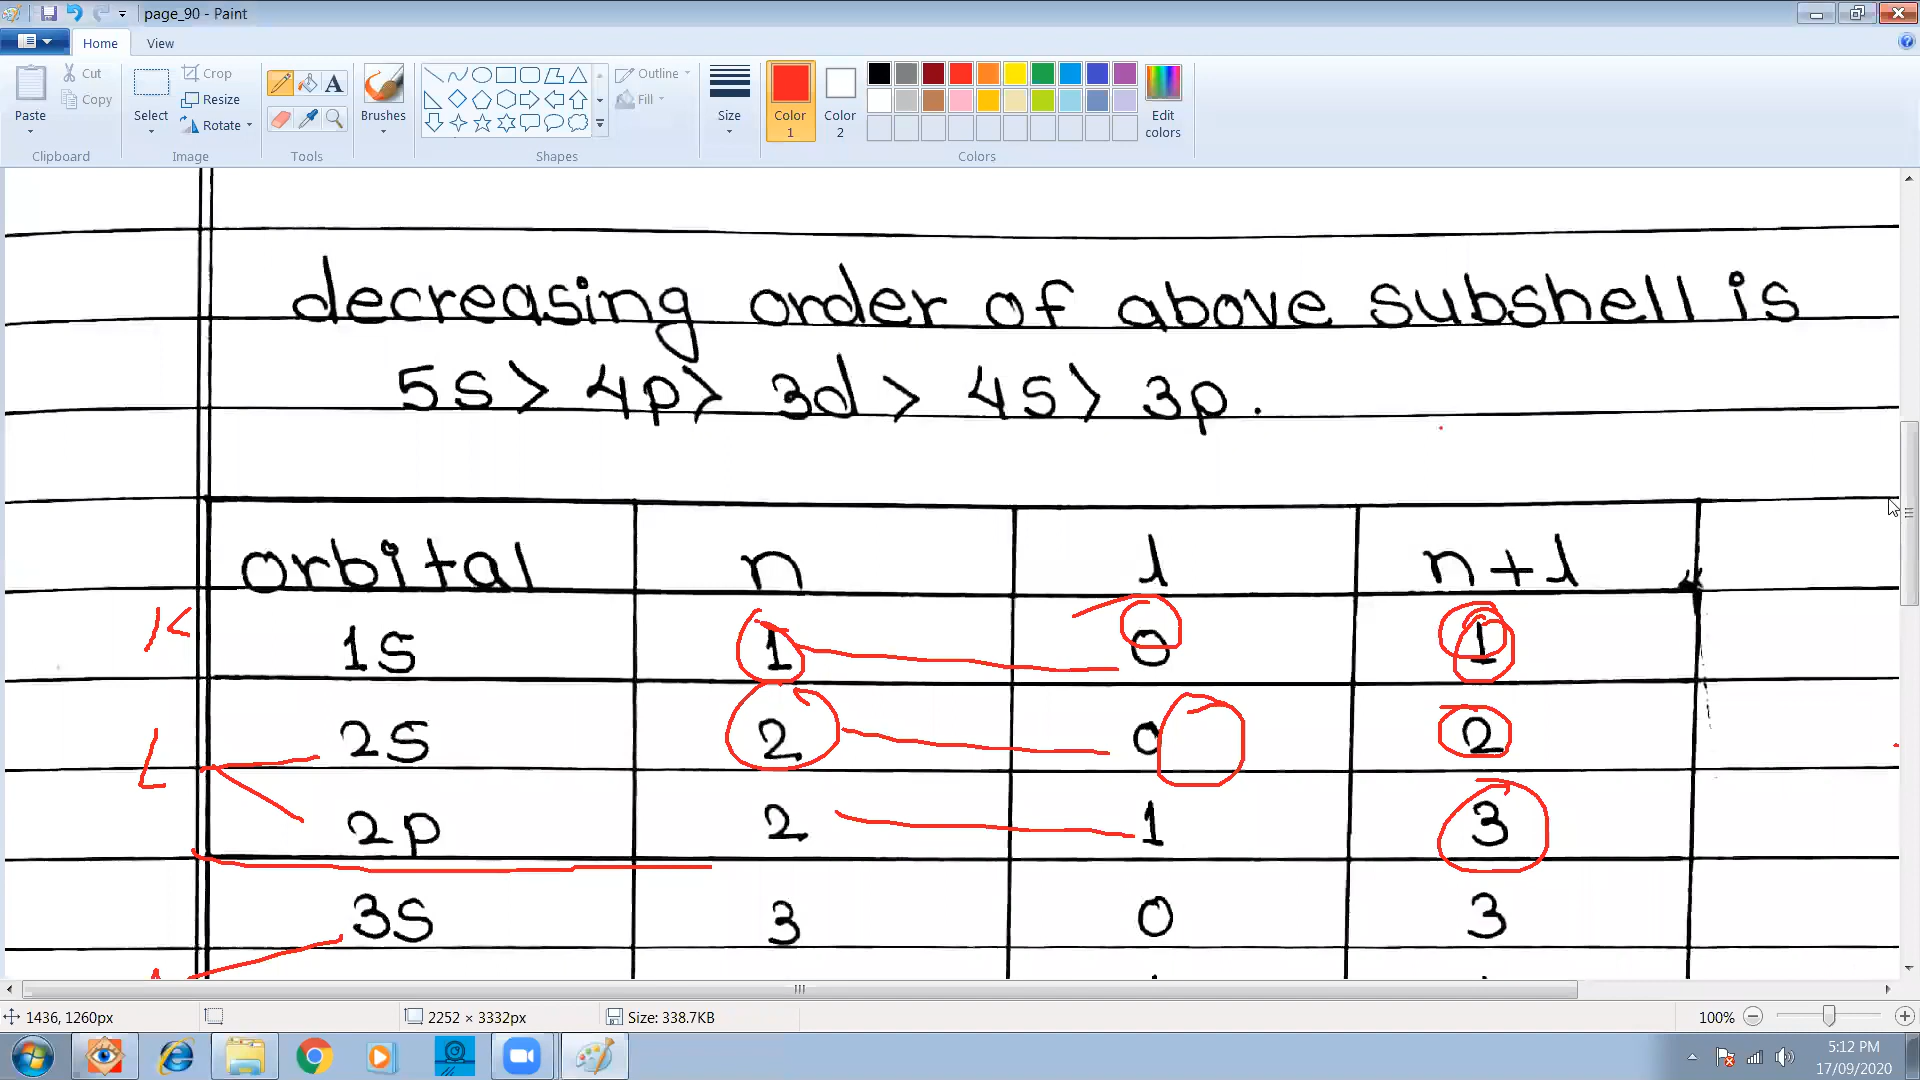 page_90 - Paint
Home View
Paste Cut Copy Select Crop Resize Rotate Brushes Outline Fill Size Color 1 Color 2 Edit colors
Clipboard Image Tools Shapes Colors
decreasing order of above subshell is
5s > 4p > 3d > 4s > 3p.
orbital n l n+l
K 1s 1 0 1
L 2s 2 0 2
2p 2 1 3
3s 3 0 3
1436, 1260px 2252 × 3332px Size: 338.7KB 100%
5:12 PM
17/09/2020